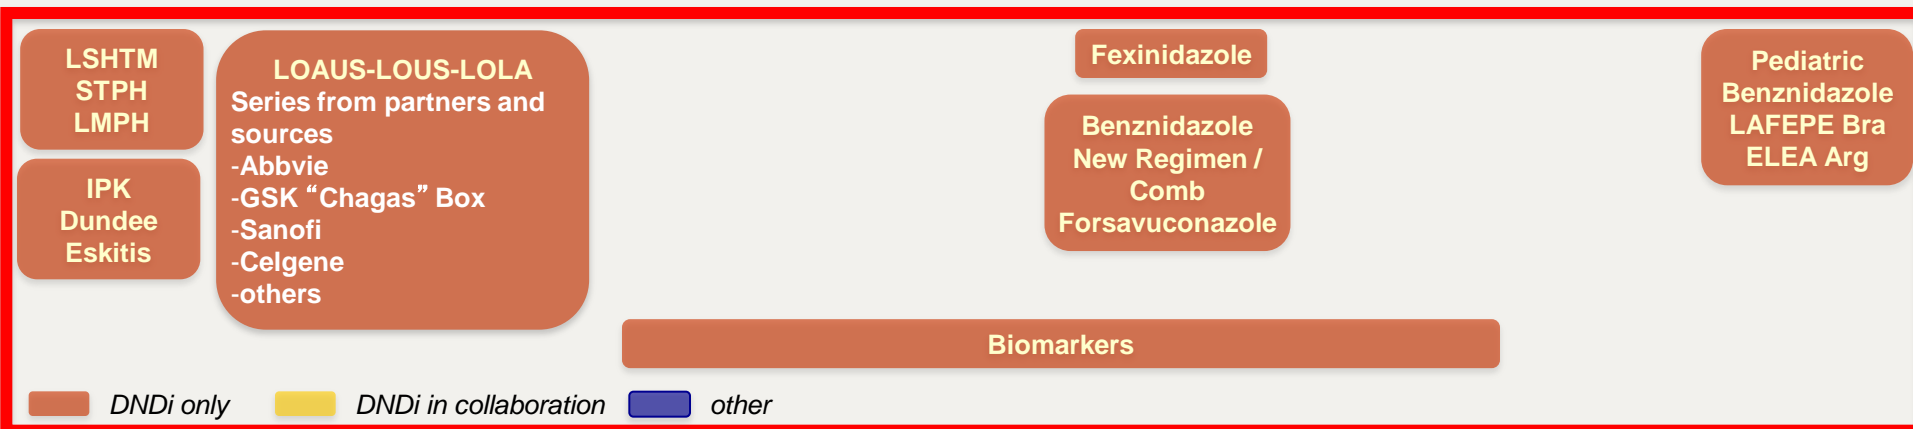 LSHTM
STPH
LMPH
IPK
Dundee
Eskitis
LOAUS-LOUS-LOLA
Series from partners and
sources
-Abbvie
-GSK “Chagas” Box
-Sanofi
-Celgene
-others
Fexinidazole
Benznidazole
New Regimen /
Comb
Forsavuconazole
Pediatric
Benznidazole
LAFEPE Bra
ELEA Arg
Biomarkers
DNDi only
DNDi in collaboration
other